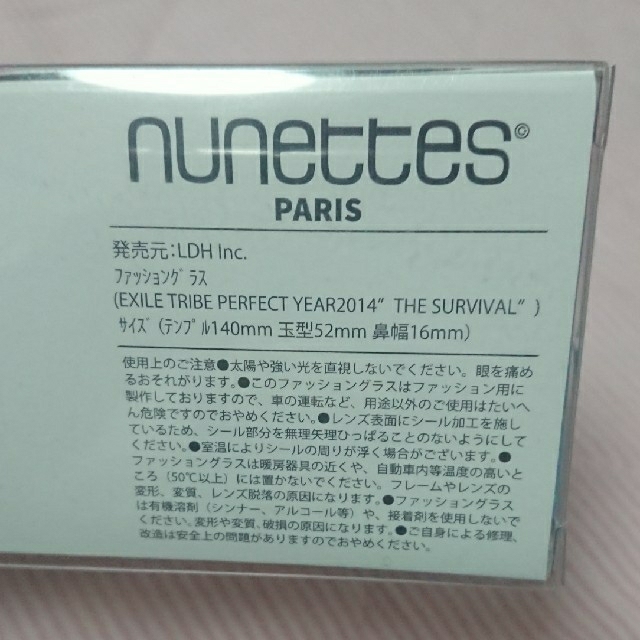 nunettes©
PARIS
発売元:LDH Inc.
ﾌｧｯｼｮﾝｸﾞﾗｽ
(EXILE TRIBE PERFECT YEAR2014” THE SURVIVAL” )
ｻｲｽﾞ (ﾃﾝﾌﾟﾙ140mm 玉型52mm 鼻幅16mm)
使用上のご注意●太陽や強い光を直視しないでください。眼を痛め
るおそれがります。●このファッショングラスはファッション用に
製作しておりますので、車の運転など、用途以外のご使用はたいへ
ん危険ですのでおやめください。●レンズ表面にシール加工を施し
ているため、シール部分を無理矢理ひっぱることのないようにして
ください。●室温によりシールの周りが浮く場合がございます。●
ファッショングラスは暖房器具の近くや、自動車内等温度の高いと
ころ（50℃以上）には置かないでください。フレームやレンズの
変形、変質、レンズ脱落の原因になります。●ファッショングラス
は有機溶剤（シンナー、アルコール等）や、接着剤を使用しないで
ください。変形や変質、破損の原因になります。●ご自身による修理、
改造は安全上の問題がありますのでおやめください。